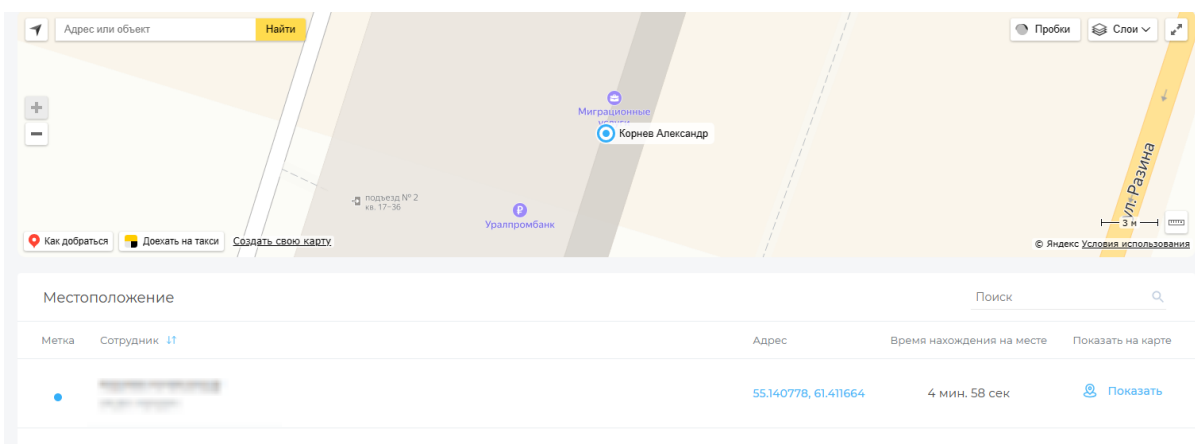 Адрес или объект
Найти
Пробки
Слои
Миграционные
Корнев Александр
подъезд № 2
кв. 17–36
Уралпромбанк
ул. Разина
3 м
Как добраться
Доехать на такси
Создать свою карту
© Яндекс Условия использования
Местоположение
Поиск
Метка
Сотрудник
Адрес
Время нахождения на месте
Показать на карте
55.140778, 61.411664
4 мин. 58 сек
Показать